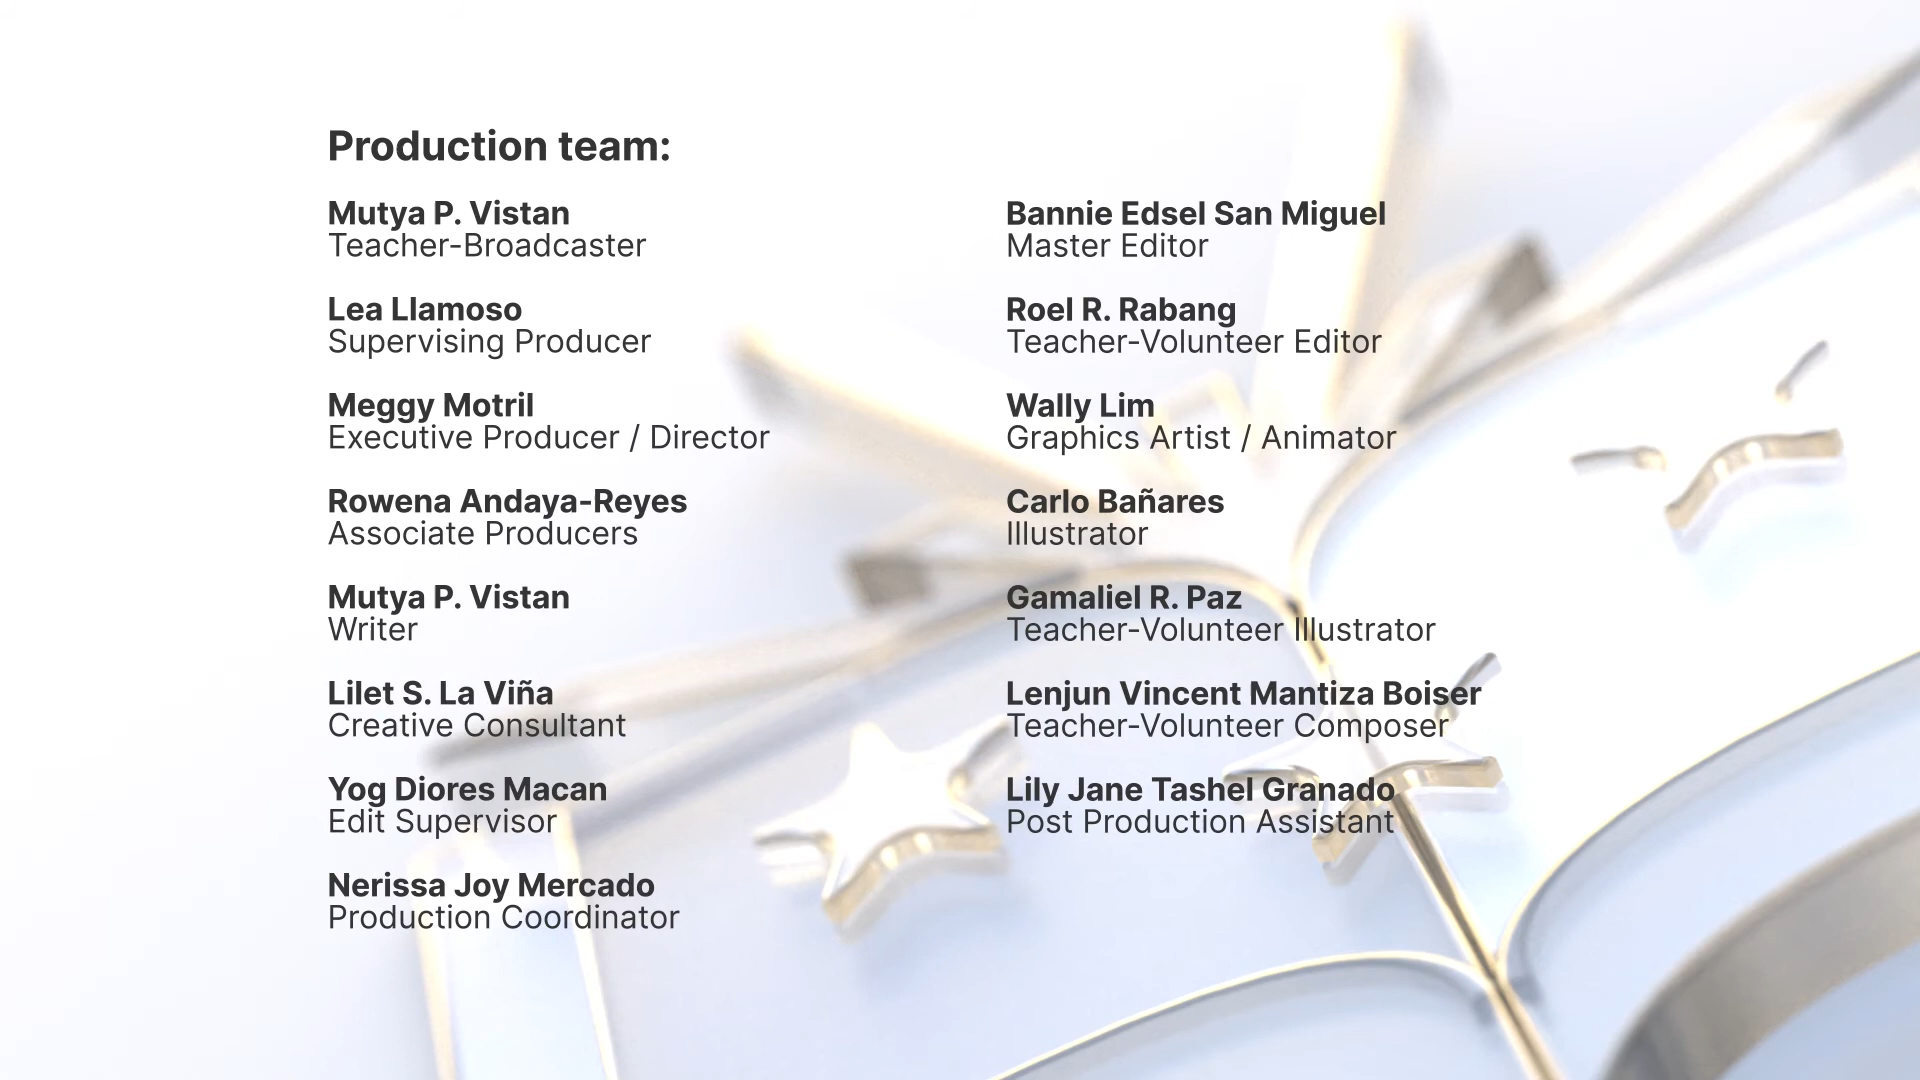 Production team:
Mutya P. Vistan
Teacher-Broadcaster
Lea Llamoso
Supervising Producer
Meggy Motril
Executive Producer / Director
Rowena Andaya-Reyes
Associate Producers
Mutya P. Vistan
Writer
Lilet S. La Viña
Creative Consultant
Yog Diores Macan
Edit Supervisor
Nerissa Joy Mercado
Production Coordinator
Bannie Edsel San Miguel
Master Editor
Roel R. Rabang
Teacher-Volunteer Editor
Wally Lim
Graphics Artist / Animator
Carlo Bañares
Illustrator
Gamaliel R. Paz
Teacher-Volunteer Illustrator
Lenjun Vincent Mantiza Boiser
Teacher-Volunteer Composer
Lily Jane Tashel Granado
Post Production Assistant